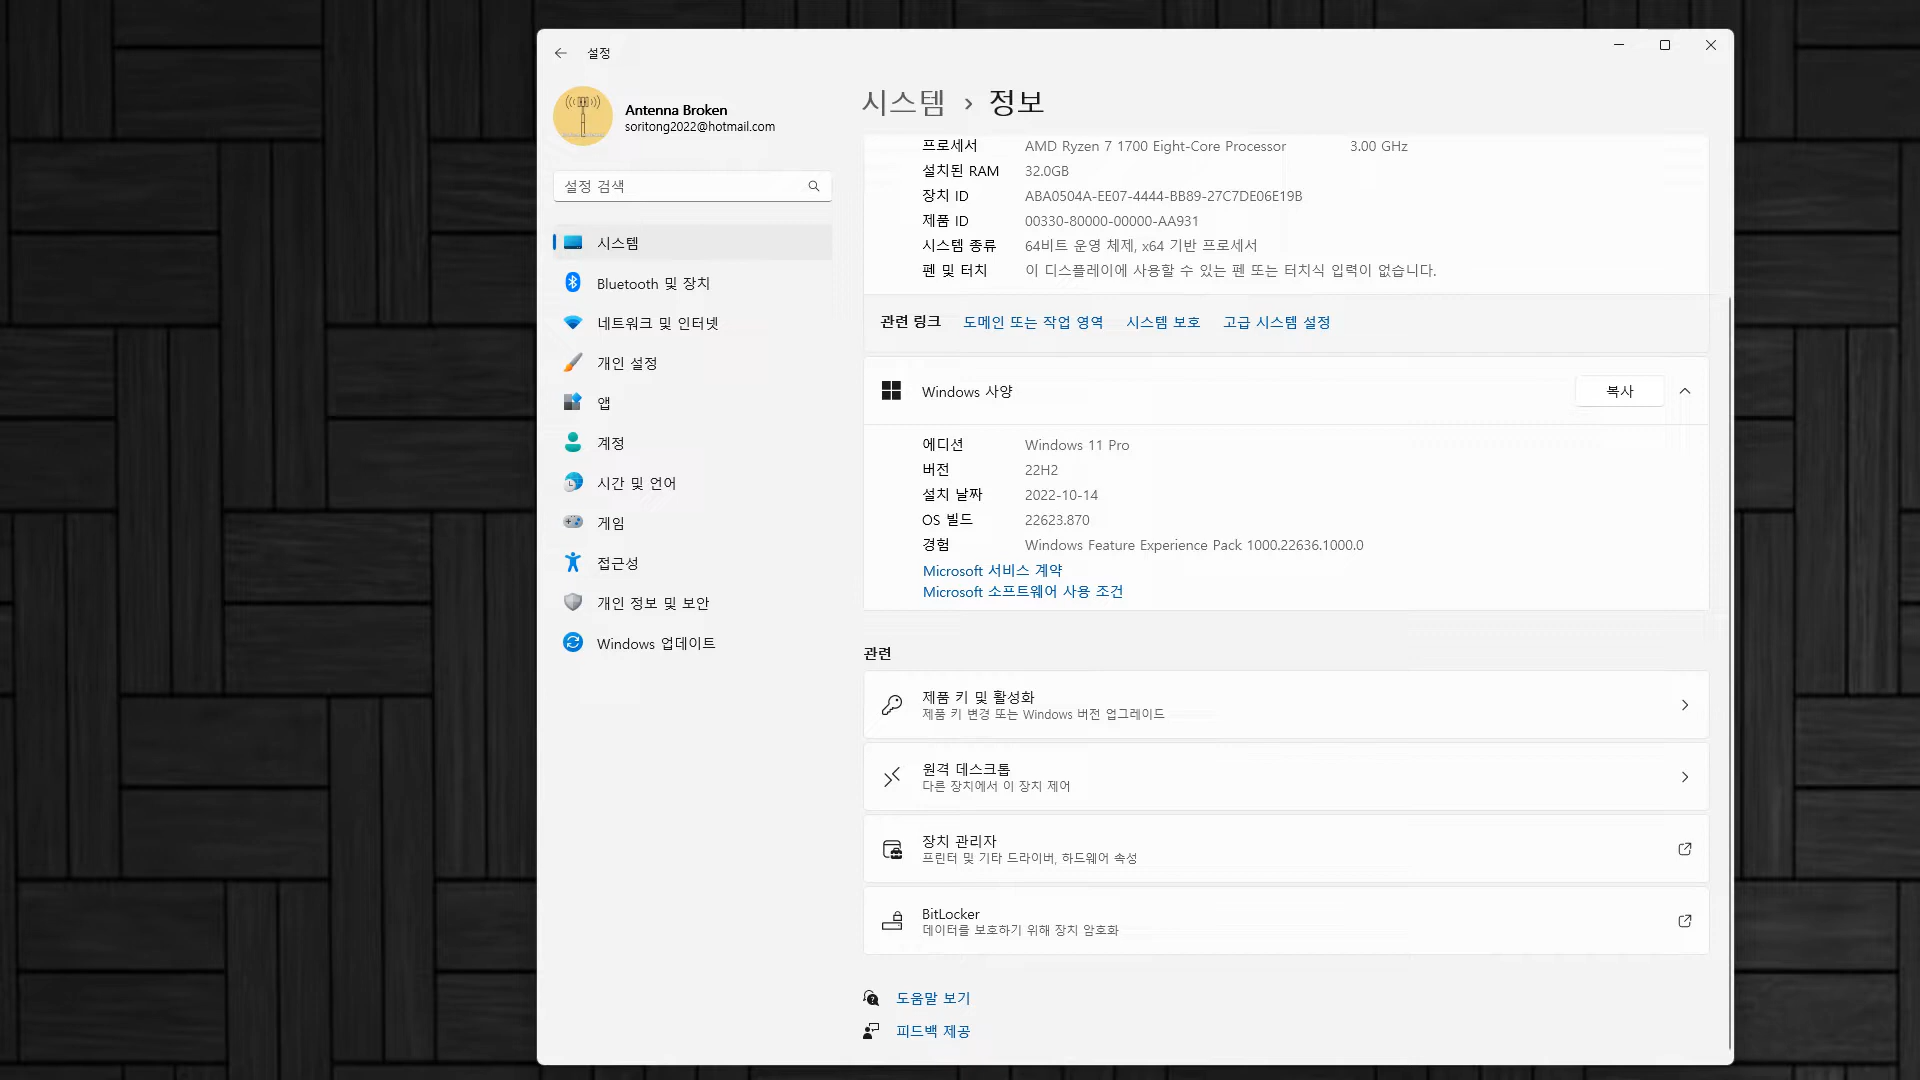 설정
Antenna Broken
soritong2022@hotmail.com
설정 검색
시스템
Bluetooth 및 장치
네트워크 및 인터넷
개인 설정
앱
계정
시간 및 언어
게임
접근성
개인 정보 및 보안
Windows 업데이트
시스템 › 정보
프로세서 AMD Ryzen 7 1700 Eight-Core Processor 3.00 GHz
설치된 RAM 32.0GB
장치 ID ABA0504A-EE07-4444-BB89-27C7DE06E19B
제품 ID 00330-80000-00000-AA931
시스템 종류 64비트 운영 체제, x64 기반 프로세서
펜 및 터치 이 디스플레이에 사용할 수 있는 펜 또는 터치식 입력이 없습니다.
관련 링크 도메인 또는 작업 영역 시스템 보호 고급 시스템 설정
Windows 사양 복사
에디션 Windows 11 Pro
버전 22H2
설치 날짜 2022-10-14
OS 빌드 22623.870
경험 Windows Feature Experience Pack 1000.22636.1000.0
Microsoft 서비스 계약
Microsoft 소프트웨어 사용 조건
관련
제품 키 및 활성화
제품 키 변경 또는 Windows 버전 업그레이드
원격 데스크톱
다른 장치에서 이 장치 제어
장치 관리자
프린터 및 기타 드라이버, 하드웨어 속성
BitLocker
데이터를 보호하기 위해 장치 암호화
도움말 보기
피드백 제공